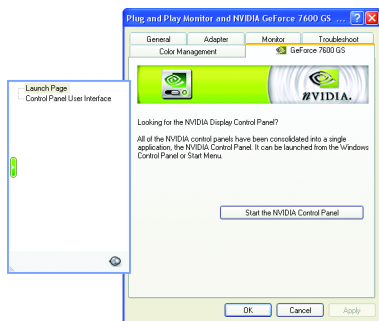 Plug and Play Monitor and NVIDIA GeForce 7600 GS ...
General Adapter Monitor Troubleshoot
Color Management GeForce 7600 GS
Launch Page
Control Panel User Interface
NVIDIA.
Looking for the NVIDIA Display Control Panel?
All of the NVIDIA control panels have been consolidated into a single
application, the NVIDIA Control Panel. It can be launched from the Windows
Control Panel or Start Menu.
Start the NVIDIA Control Panel
OK Cancel Apply